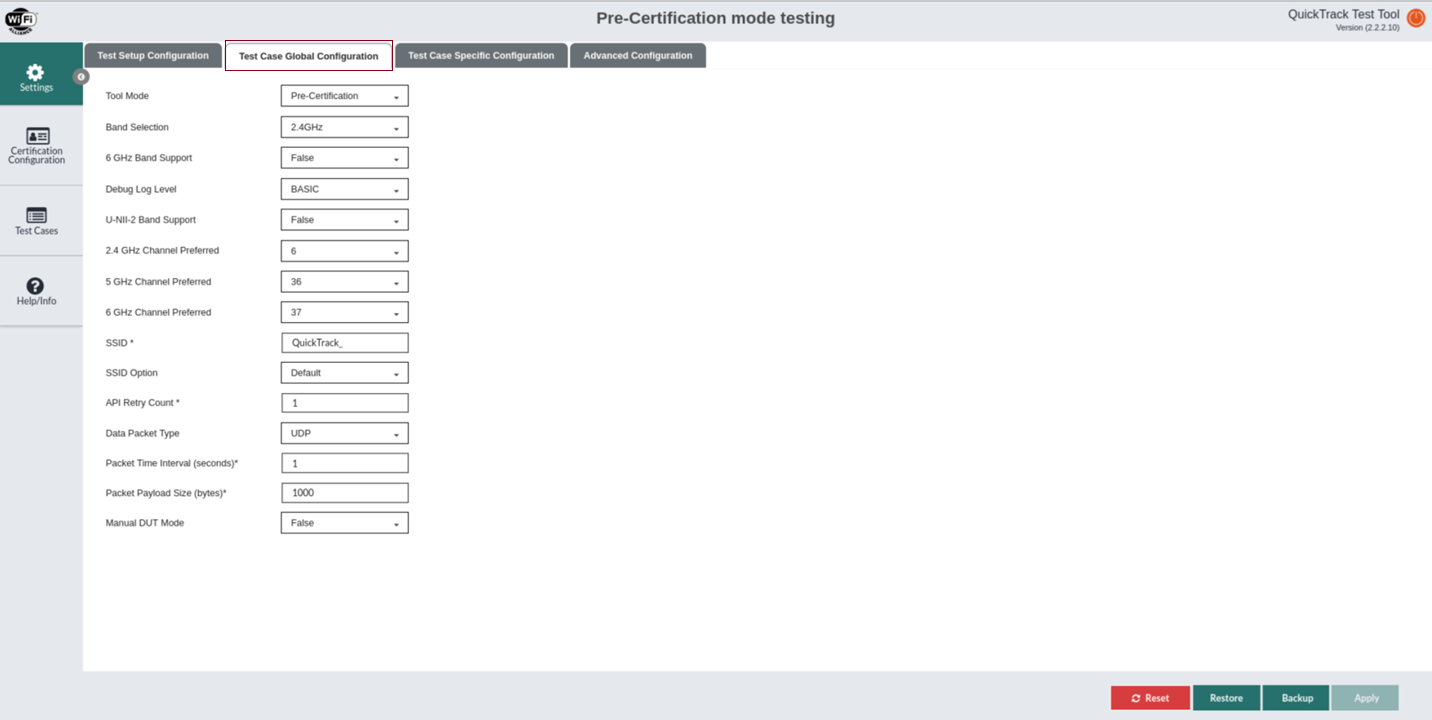 Wi Fi
ALLIANCE
Pre-Certification mode testing
QuickTrack Test Tool
Version (2.2.2.10)
Settings
Certification
Configuration
Test Cases
Help/Info
Test Setup Configuration
Test Case Global Configuration
Test Case Specific Configuration
Advanced Configuration
Tool Mode Pre-Certification
Band Selection 2.4GHz
6 GHz Band Support False
Debug Log Level BASIC
U-NII-2 Band Support False
2.4 GHz Channel Preferred 6
5 GHz Channel Preferred 36
6 GHz Channel Preferred 37
SSID * QuickTrack_
SSID Option Default
API Retry Count * 1
Data Packet Type UDP
Packet Time Interval (seconds)* 1
Packet Payload Size (bytes)* 1000
Manual DUT Mode False
Reset
Restore
Backup
Apply